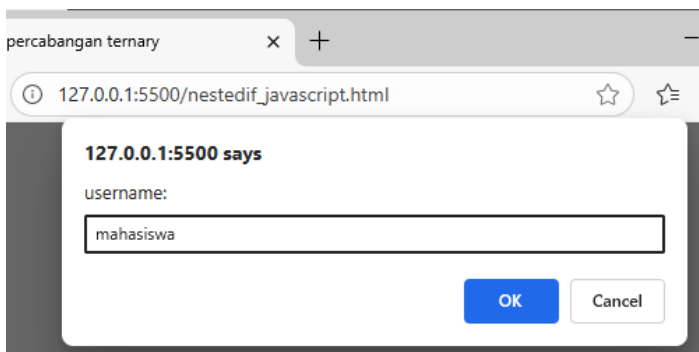 percabangan ternary
127.0.0.1:5500/nestedif_javascript.html
127.0.0.1:5500 says
username:
mahasiswa
OK Cancel